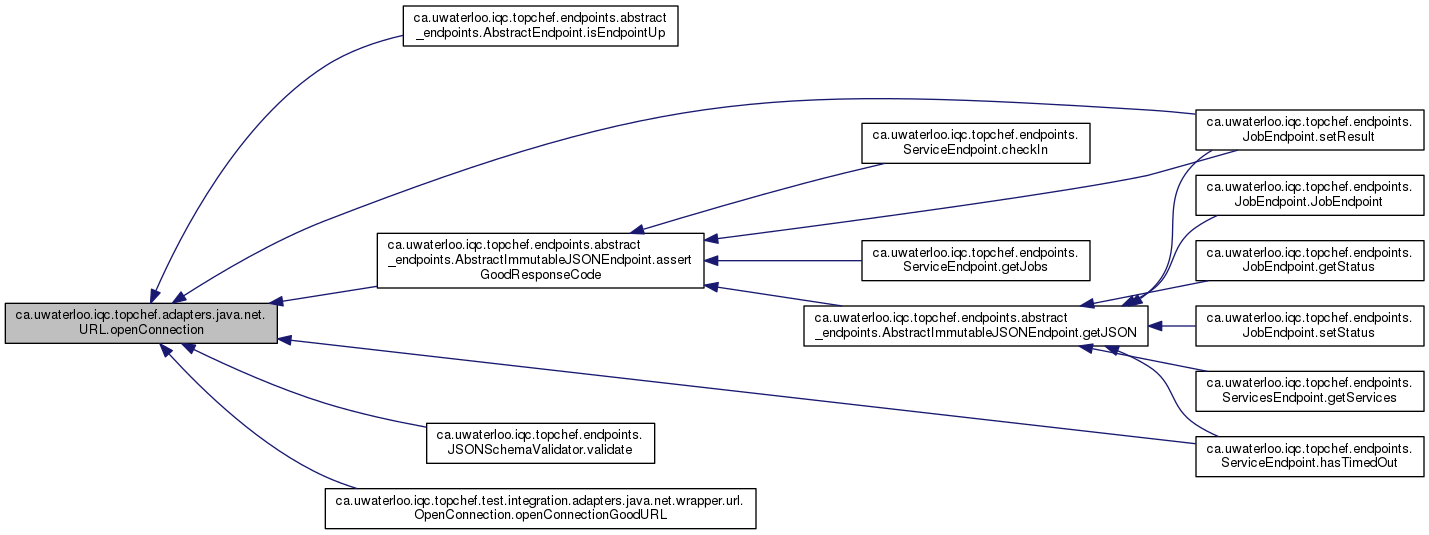 ca.uwaterloo.iqc.topchef.endpoints.abstract
_endpoints.AbstractEndpoint.isEndpointUp
ca.uwaterloo.iqc.topchef.endpoints.
JobEndpoint.setResult
ca.uwaterloo.iqc.topchef.endpoints.
ServiceEndpoint.checkIn
ca.uwaterloo.iqc.topchef.endpoints.
JobEndpoint.JobEndpoint
ca.uwaterloo.iqc.topchef.endpoints.abstract
_endpoints.AbstractImmutableJSONEndpoint.assert
GoodResponseCode
ca.uwaterloo.iqc.topchef.endpoints.
ServiceEndpoint.getJobs
ca.uwaterloo.iqc.topchef.endpoints.
JobEndpoint.getStatus
ca.uwaterloo.iqc.topchef.adapters.java.net.
URL.openConnection
ca.uwaterloo.iqc.topchef.endpoints.abstract
_endpoints.AbstractImmutableJSONEndpoint.getJSON
ca.uwaterloo.iqc.topchef.endpoints.
JobEndpoint.setStatus
ca.uwaterloo.iqc.topchef.endpoints.
ServicesEndpoint.getServices
ca.uwaterloo.iqc.topchef.endpoints.
JSONSchemaValidator.validate
ca.uwaterloo.iqc.topchef.endpoints.
ServiceEndpoint.hasTimedOut
ca.uwaterloo.iqc.topchef.test.integration.adapters.java.net.wrapper.url.
OpenConnection.openConnectionGoodURL